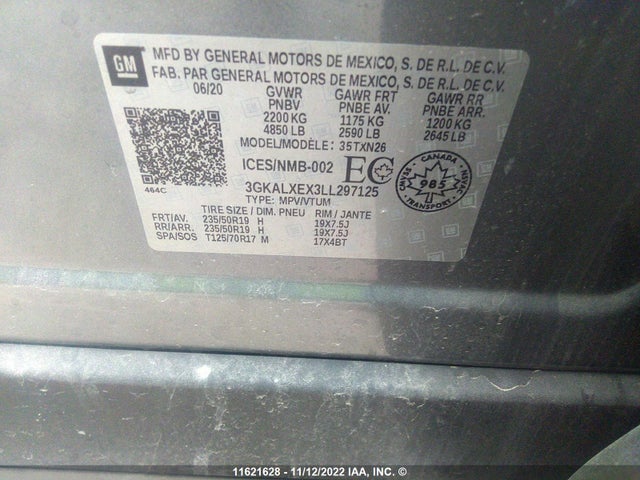 GM
MFD BY GENERAL MOTORS DE MEXICO, S. DE R.L. DE C.V.
FAB. PAR GENERAL MOTORS DE MEXICO, S. DE R.L. DE C.V.
06/20 GVWR GAWR FRT GAWR RR
PNBV PNBE AV. PNBE ARR.
2200 KG 1175 KG 1200 KG
4850 LB 2590 LB 2645 LB
MODEL/MODÈLE: 35TXN26
ICES/NMB-002 EC
CANADA
985
TRANS
464C 3GKALXEX3LL297125
TYPE: MPV/VTUM
TIRE SIZE / DIM. PNEU RIM / JANTE
FRT/AV. 235/50R19 H 19X7.5J
RR/ARR. 235/50R19 H 19X7.5J
SPA/SOS T125/70R17 M 17X4BT
11621628 - 11/12/2022 IAA, INC. ©